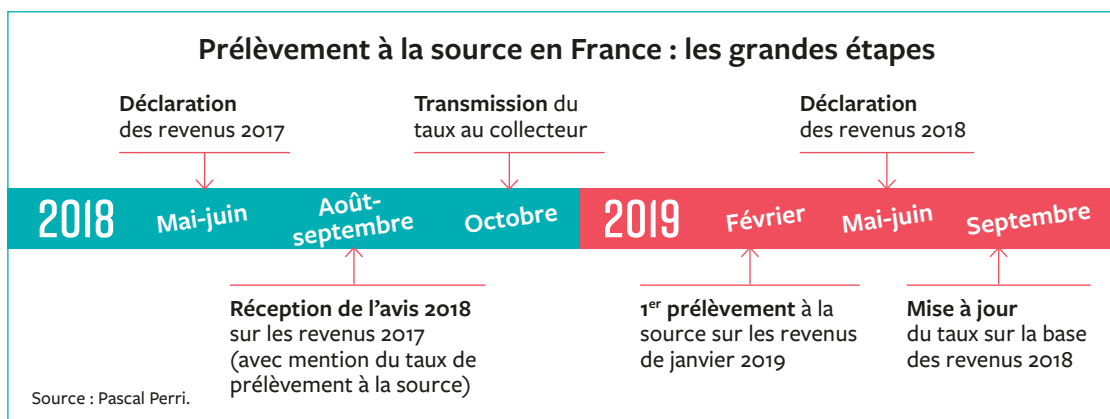 Prélèvement à la source en France : les grandes étapes
Déclaration
des revenus 2017
Transmission du
taux au collecteur
Déclaration
des revenus 2018
2018
Mai-juin
Août-
septembre
Octobre
2019
Février
Mai-juin
Septembre
Réception de l’avis 2018
sur les revenus 2017
(avec mention du taux de
prélèvement à la source)
1er prélèvement à la
source sur les revenus
de janvier 2019
Mise à jour
du taux sur la base
des revenus 2018
Source : Pascal Perri.